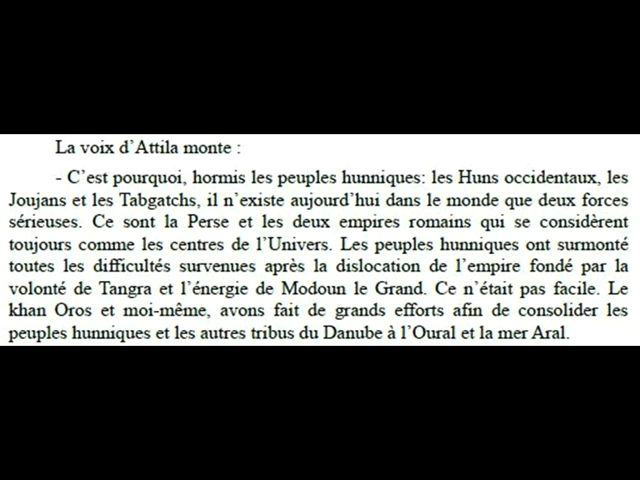 La voix d'Attila monte :
- C'est pourquoi, hormis les peuples hunniques: les Huns occidentaux, les
Joujans et les Tabgatchs, il n'existe aujourd'hui dans le monde que deux forces
sérieuses. Ce sont la Perse et les deux empires romains qui se considèrent
toujours comme les centres de l'Univers. Les peuples hunniques ont surmonté
toutes les difficultés survenues après la dislocation de l'empire fondé par la
volonté de Tangra et l'énergie de Modoun le Grand. Ce n'était pas facile. Le
khan Oros et moi-même, avons fait de grands efforts afin de consolider les
peuples hunniques et les autres tribus du Danube à l'Oural et la mer Aral.